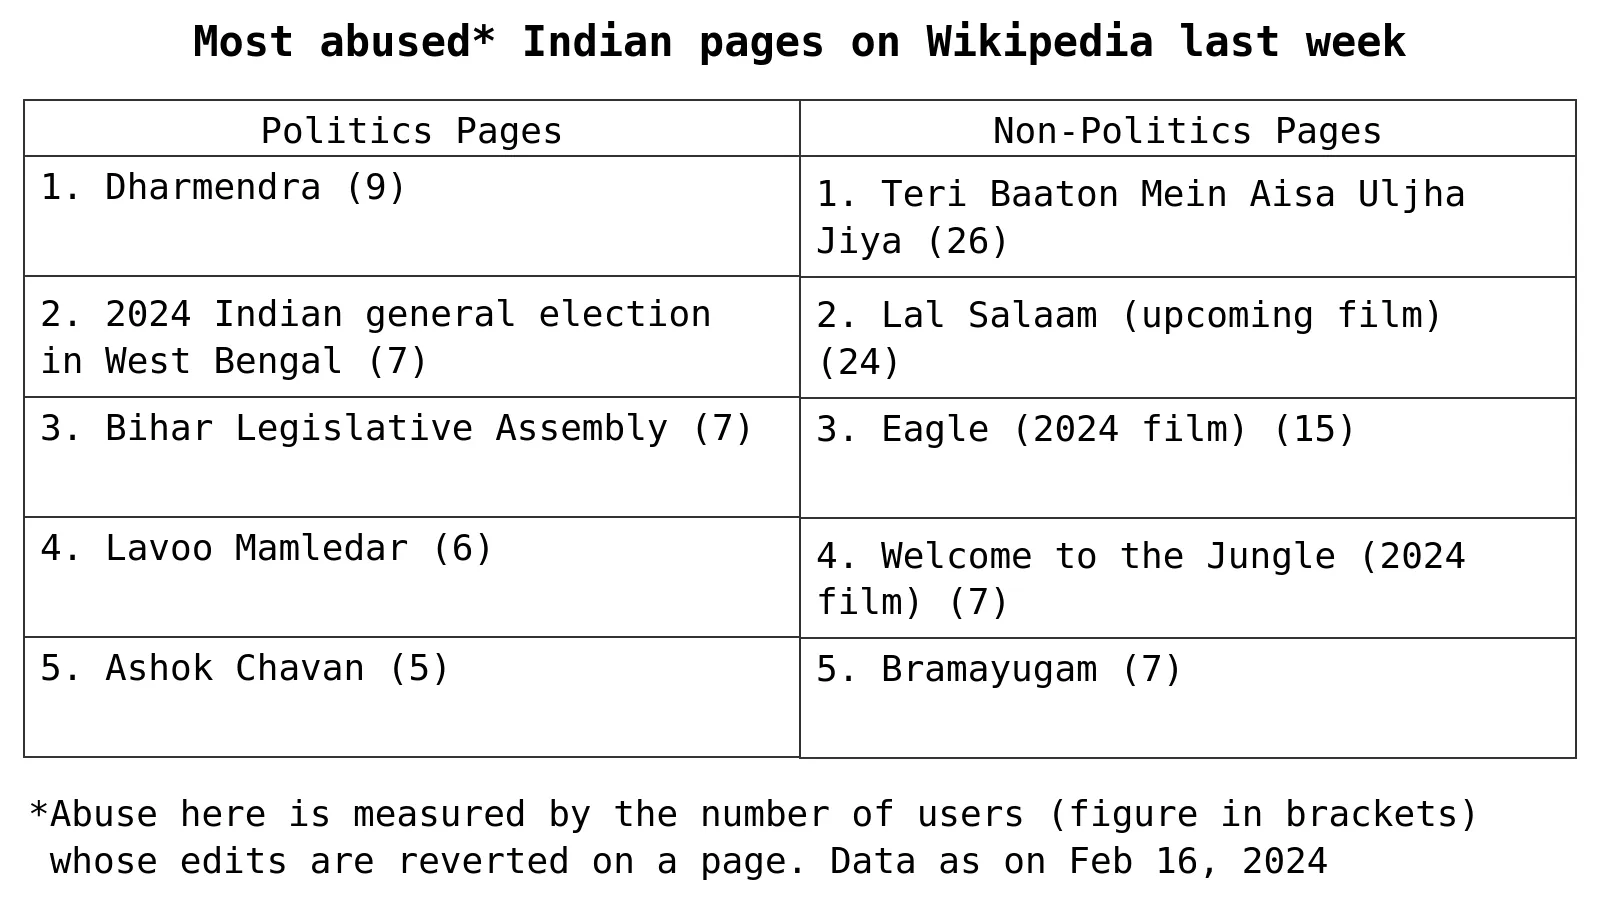 Most abused* Indian pages on Wikipedia last week
Politics Pages
Non-Politics Pages
1. Dharmendra (9)
1. Teri Baaton Mein Aisa Uljha
Jiya (26)
2. 2024 Indian general election
in West Bengal (7)
2. Lal Salaam (upcoming film)
(24)
3. Bihar Legislative Assembly (7)
3. Eagle (2024 film) (15)
4. Lavoo Mamledar (6)
4. Welcome to the Jungle (2024
film) (7)
5. Ashok Chavan (5)
5. Bramayugam (7)
*Abuse here is measured by the number of users (figure in brackets)
whose edits are reverted on a page. Data as on Feb 16, 2024